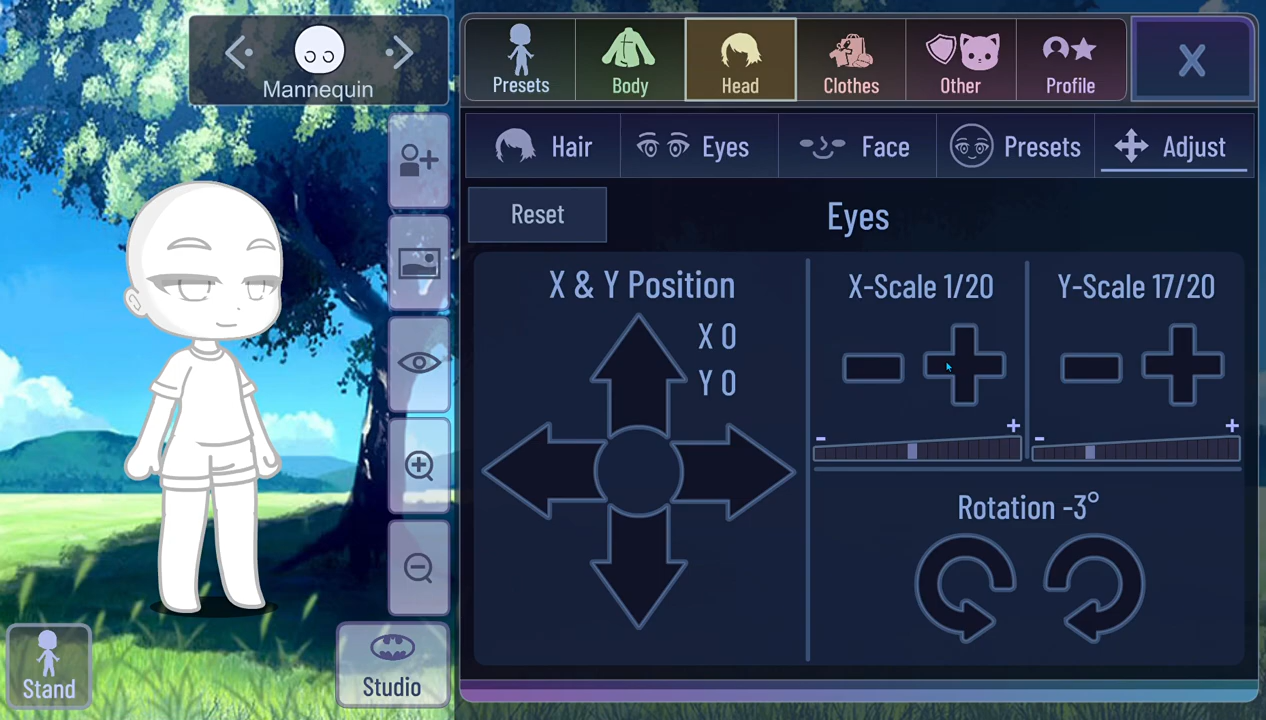 Mannequin
Presets
Body
Head
Clothes
Other
Profile
X
Hair
Eyes
Face
Presets
Adjust
Reset
Eyes
X & Y Position
X 0
Y 0
X-Scale 1/20
- +
Y-Scale 17/20
- +
Rotation -3°
Stand
Studio